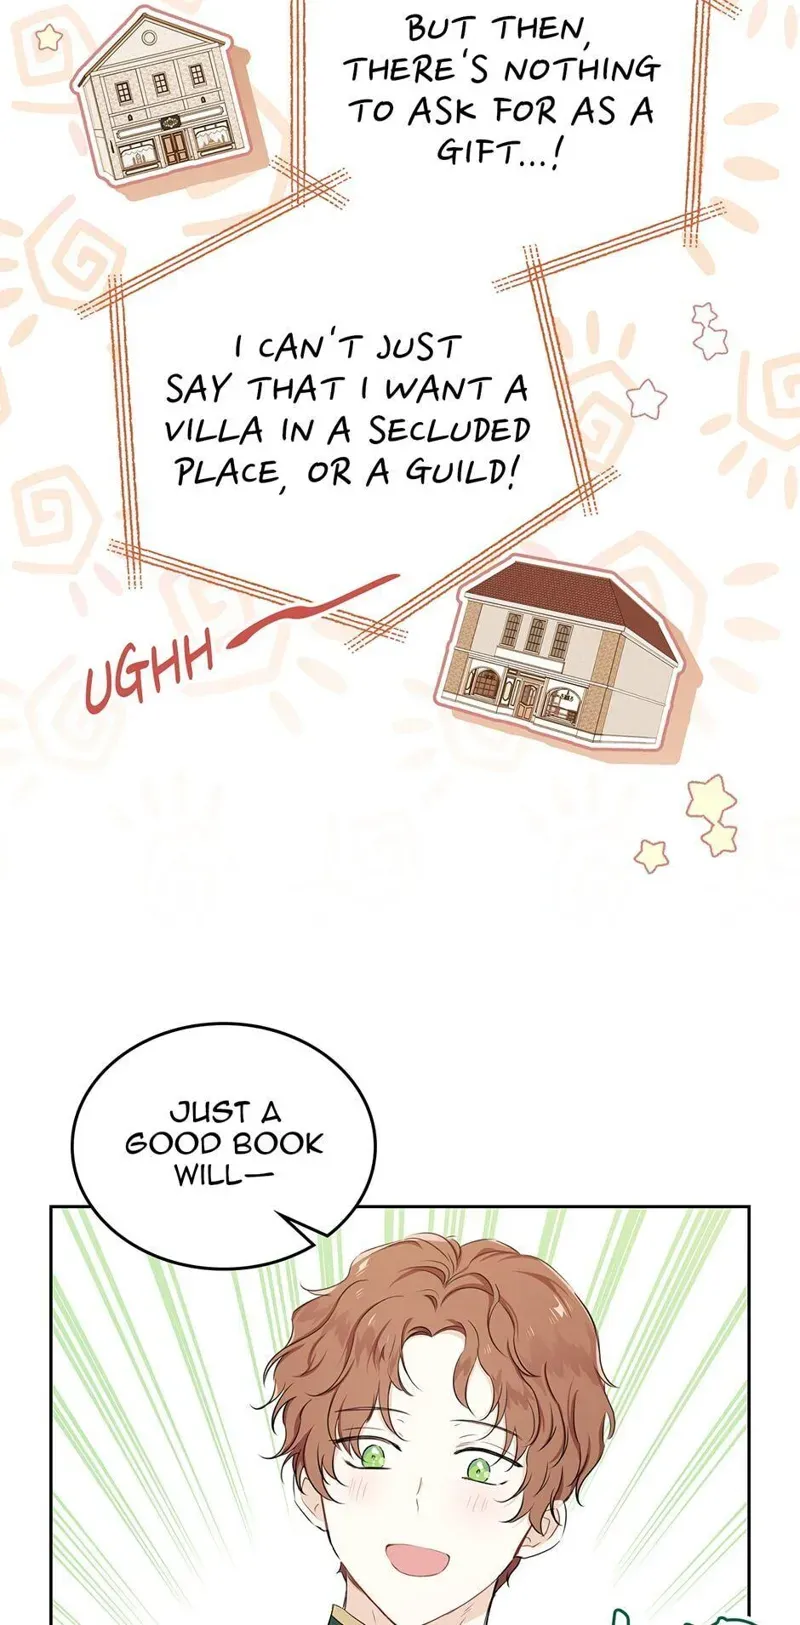 BUT THEN,
THERE'S NOTHING
TO ASK FOR AS A
GIFT...!
I CAN'T JUST
SAY THAT I WANT A
VILLA IN A SECLUDED
PLACE, OR A GUILD!
UGHH
JUST A
GOOD BOOK
WILL—